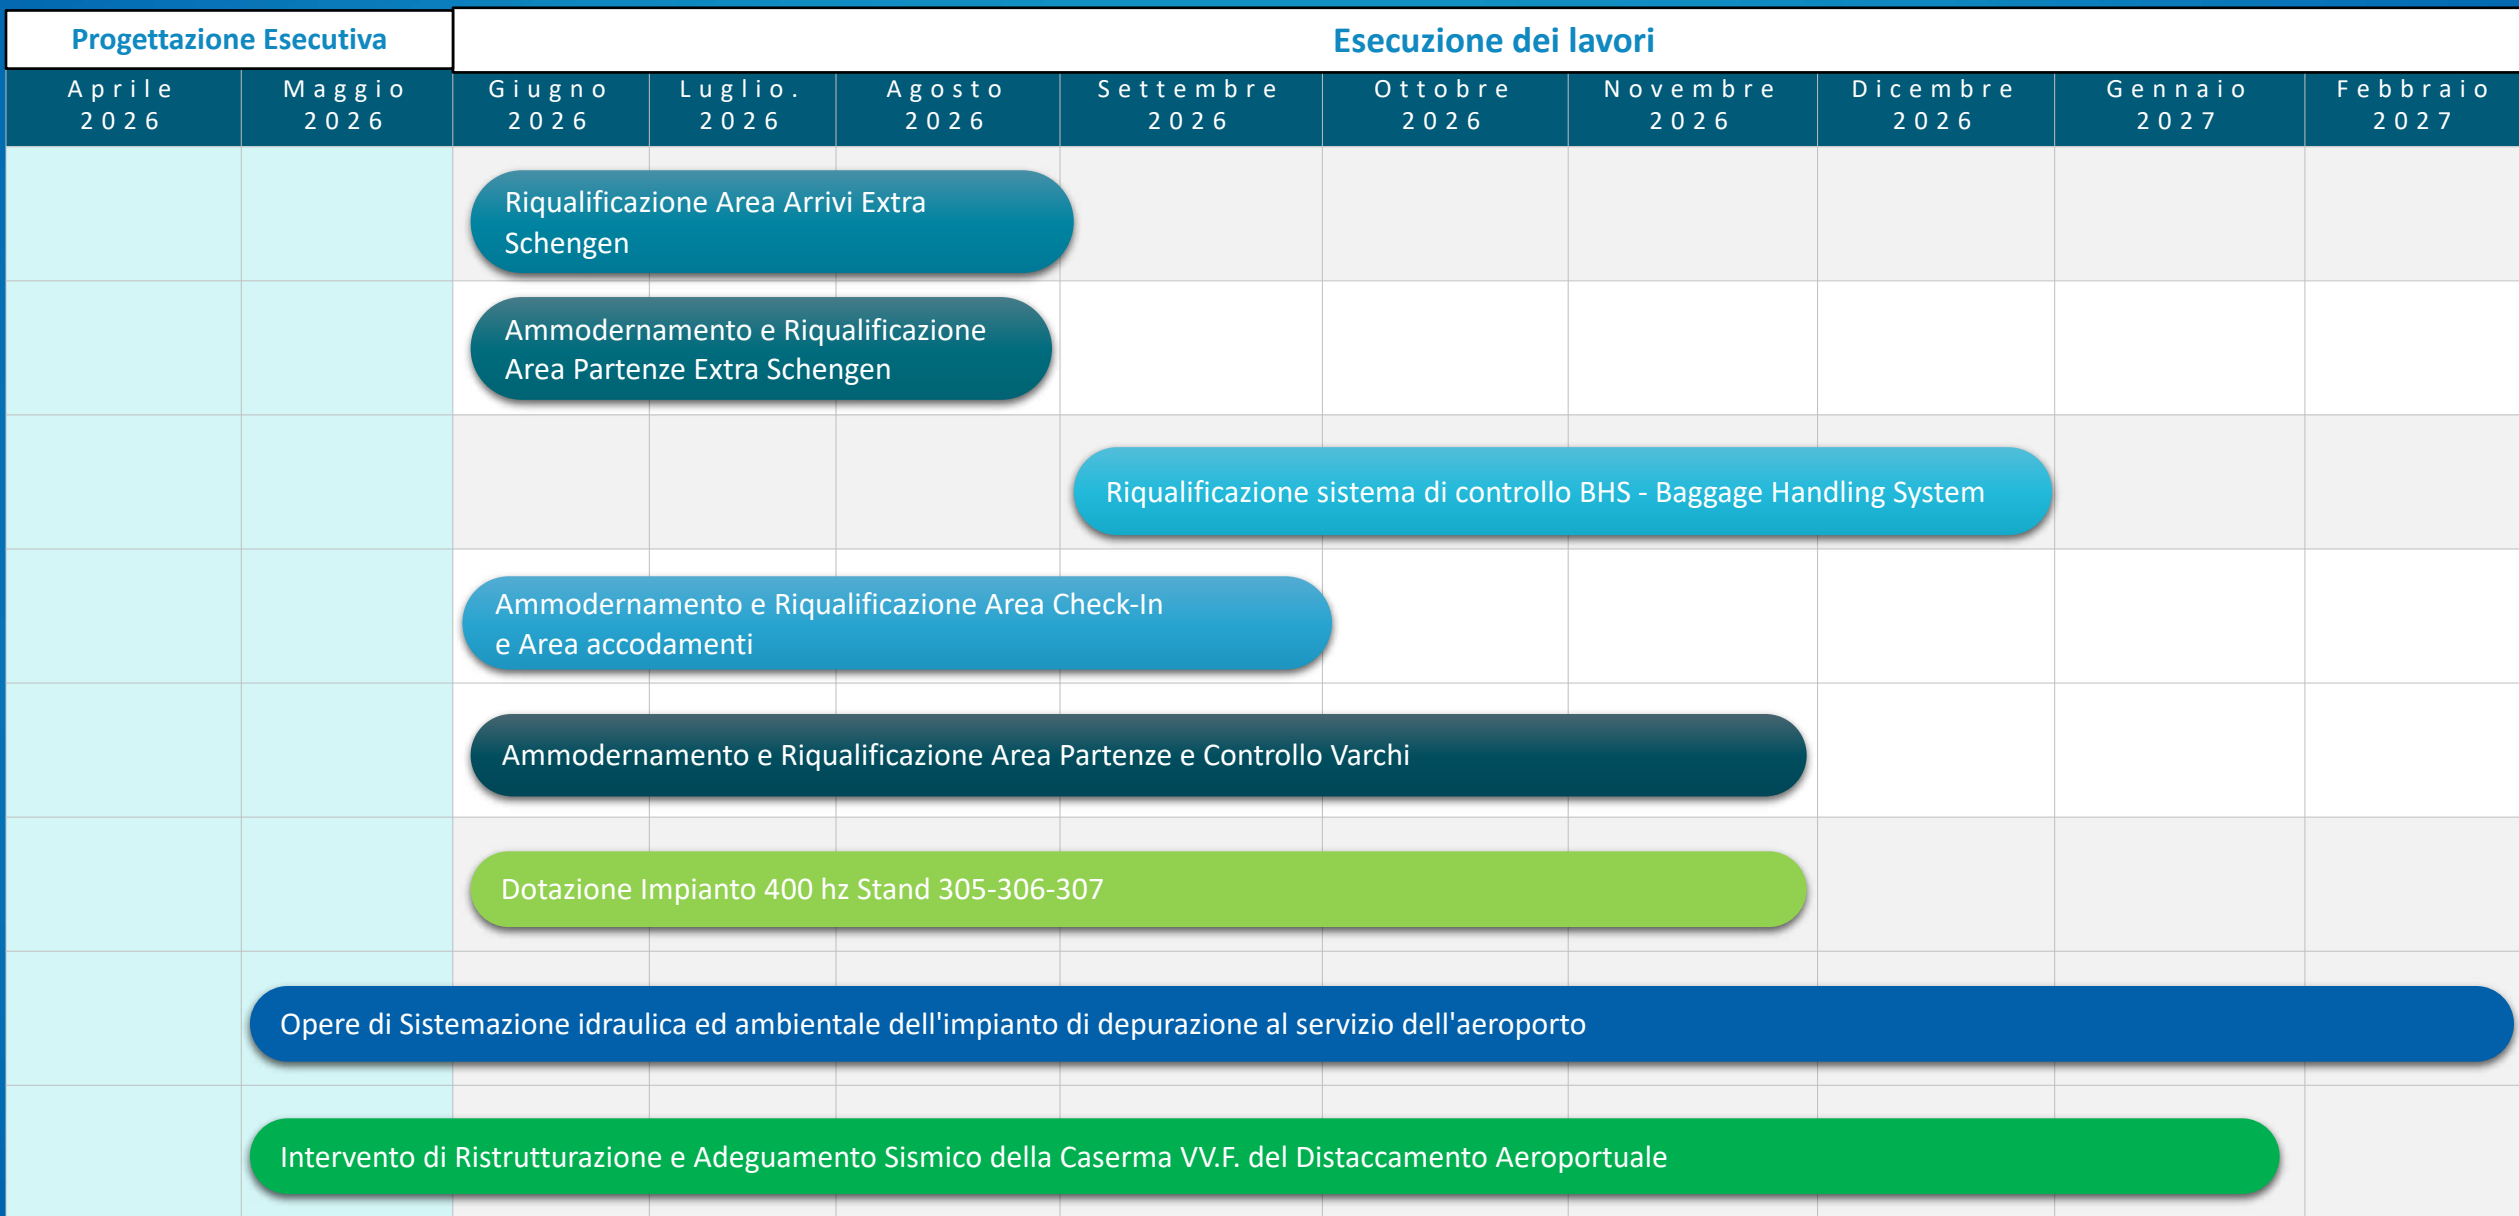 Progettazione Esecutiva
Esecuzione dei lavori
Aprile
2026
Maggio
2026
Giugno
2026
Luglio.
2026
Agosto
2026
Settembre
2026
Ottobre
2026
Novembre
2026
Dicembre
2026
Gennaio
2027
Febbraio
2027
Riqualificazione Area Arrivi Extra
Schengen
Ammodernamento e Riqualificazione
Area Partenze Extra Schengen
Riqualificazione sistema di controllo BHS - Baggage Handling System
Ammodernamento e Riqualificazione Area Check-In
e Area accodamenti
Ammodernamento e Riqualificazione Area Partenze e Controllo Varchi
Dotazione Impianto 400 hz Stand 305-306-307
Opere di Sistemazione idraulica ed ambientale dell'impianto di depurazione al servizio dell'aeroporto
Intervento di Ristrutturazione e Adeguamento Sismico della Caserma VV.F. del Distaccamento Aeroportuale